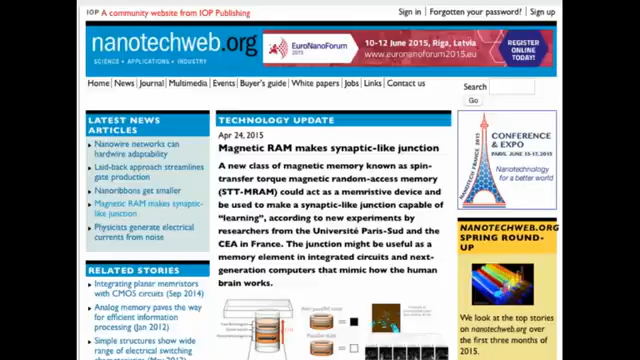 IOP A community website from IOP Publishing
Sign in | Forgotten your password? | Sign up
nanotechweb.org
SCIENCE • APPLICATIONS • INDUSTRY
EuroNanoForum
2015
10-12 June 2015, Riga, Latvia
www.euronanoforum2015.eu
REGISTER
ONLINE
TODAY!
Home |News |Journal |Multimedia |Events |Buyer's guide |White papers |Jobs |Links |Contact us
Search
Go
LATEST NEWS
ARTICLES
Nanowire networks can
hardware adaptability
Laid-back approach streamlines
gate production
Nanoribbons get smaller
Magnetic RAM makes synaptic-
like junction
Physicists generate electrical
currents from noise
RELATED STORIES
Integrating planar memristors
with CMOS circuits (Sep 2014)
Analog memory paves the way
for efficient information
processing (Jan 2012)
Simple structures show wide
range of electrical switching
TECHNOLOGY UPDATE
Apr 24, 2015
Magnetic RAM makes synaptic-like junction
A new class of magnetic memory known as spin-
transfer torque magnetic random-access memory
(STT-MRAM) could act as a memristive device and
be used to make a synaptic-like junction capable of
"learning", according to new experiments by
researchers from the Université Paris-Sud and the
CEA in France. The junction might be useful as a
memory element in integrated circuits and next-
generation computers that mimic how the human
brain works.
NANOTECH FRANCE 2015
CONFERENCE
& EXPO
PARIS, JUNE 15-17, 2015
Nanotechnology
for a better world
NANOTECHWEB.ORG
SPRING ROUND-
UP
We look at the top stories
on nanotechweb.org over
the first three months of
2015.